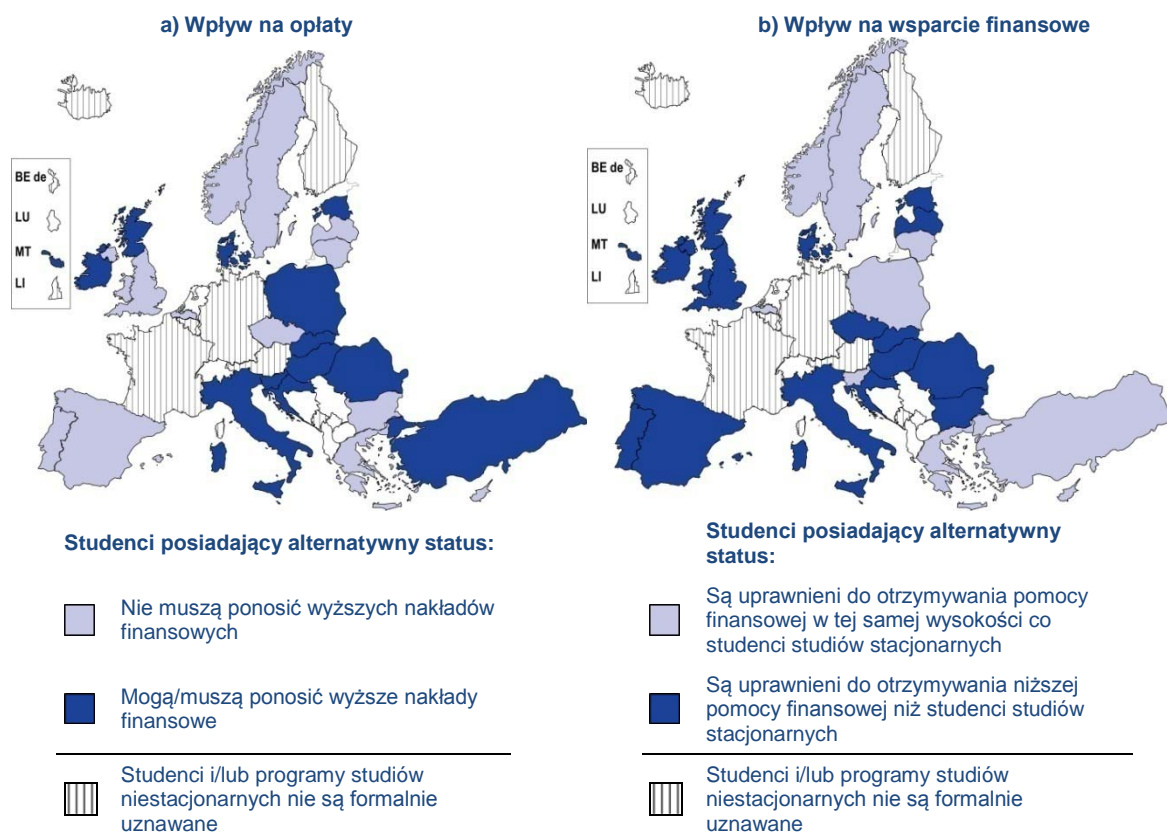 a) Wpływ na opłaty
BE de
LU
MT
LI
Studenci posiadający alternatywny status:
Nie muszą ponosić wyższych nakładów
finansowych
Mogą/muszą ponosić wyższe nakłady
finansowe
Studenci i/lub programy studiów
niestacjonarnych nie są formalnie
uznawane
b) Wpływ na wsparcie finansowe
BE de
LU
MT
LI
Studenci posiadający alternatywny
status:
Są uprawnieni do otrzymywania pomocy
finansowej w tej samej wysokości co
studenci studiów stacjonarnych
Są uprawnieni do otrzymywania niższej
pomocy finansowej niż studenci studiów
stacjonarnych
Studenci i/lub programy studiów
niestacjonarnych nie są formalnie
uznawane